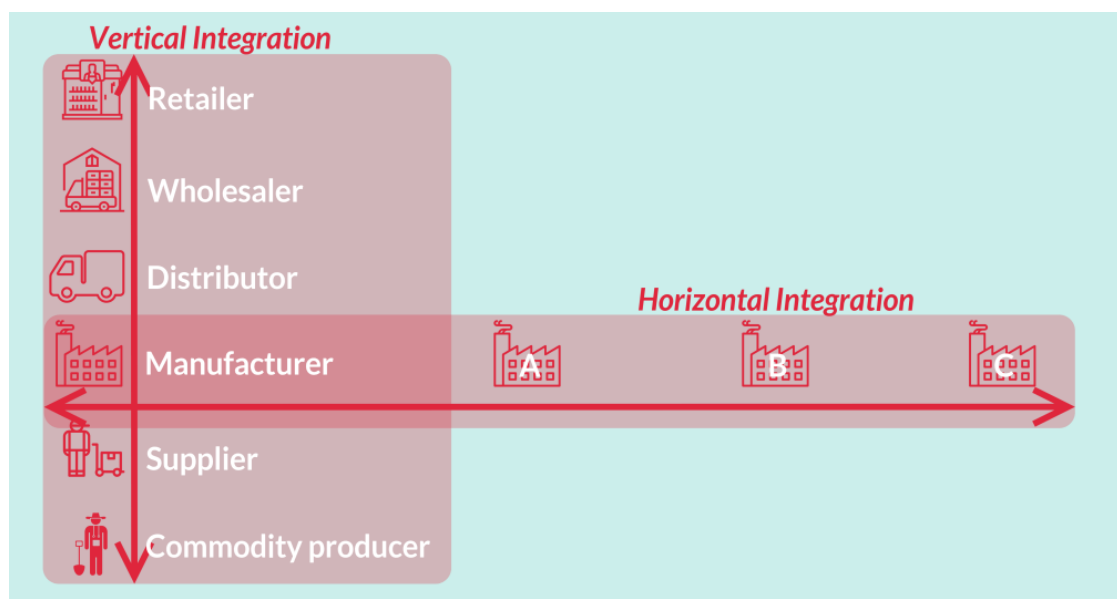 Vertical Integration
Retailer
Wholesaler
Distributor
Horizontal Integration
Manufacturer
A
B
C
Supplier
Commodity producer